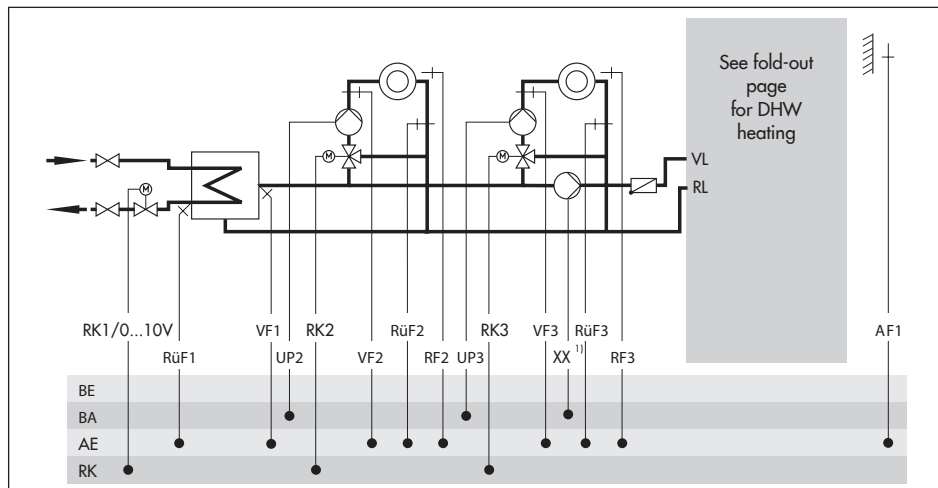 See fold-out
page
for DHW
heating
VL
RL
M
M
M
RK1/0...10V
VF1
RK2
RüF2
RK3
VF3
RüF3
AF1
RüF1
UP2
VF2
RF2
UP3
XX 1)
RF3
BE
BA
AE
RK